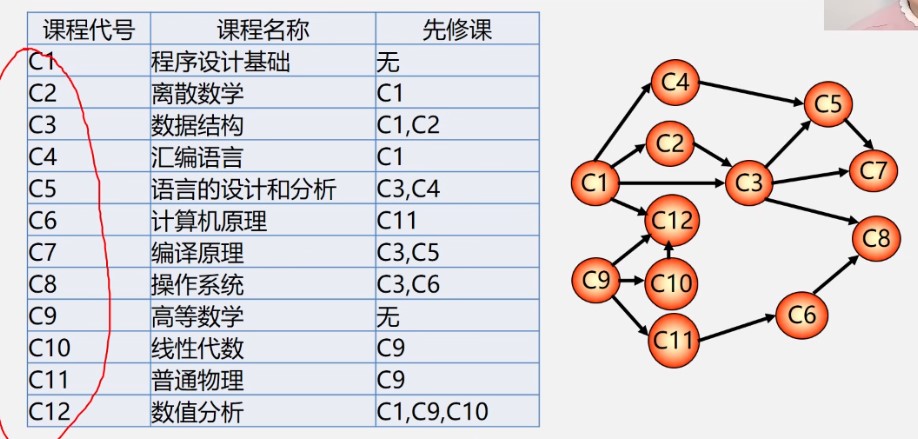 课程代号 课程名称 先修课
C1 程序设计基础 无
C2 离散数学 C1
C3 数据结构 C1,C2
C4 汇编语言 C1
C5 语言的设计和分析 C3,C4
C6 计算机原理 C11
C7 编译原理 C3,C5
C8 操作系统 C3,C6
C9 高等数学 无
C10 线性代数 C9
C11 普通物理 C9
C12 数值分析 C1,C9,C10
C4
C5
C2
C1
C3
C7
C12
C8
C9
C10
C6
C11